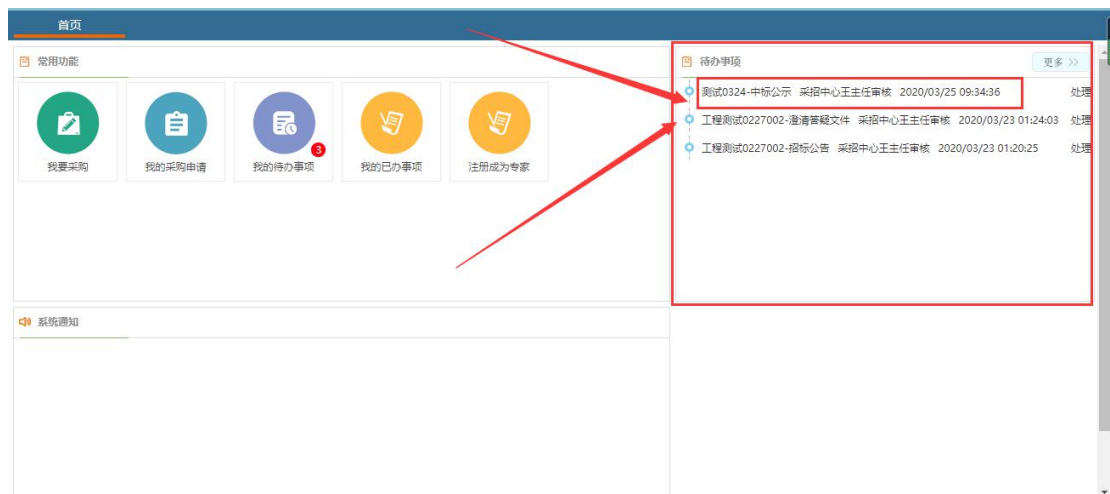 首页
常用功能
我要采购
我的采购申请
3
我的待办事项
我的已办事项
注册成为专家
待办事项
更多 >>
测试0324-中标公示 采招中心王主任审核 2020/03/25 09:34:36 处理
工程测试0227002-澄清答疑文件 采招中心王主任审核 2020/03/23 01:24:03 处理
工程测试0227002-招标公告 采招中心王主任审核 2020/03/23 01:20:25 处理
系统通知